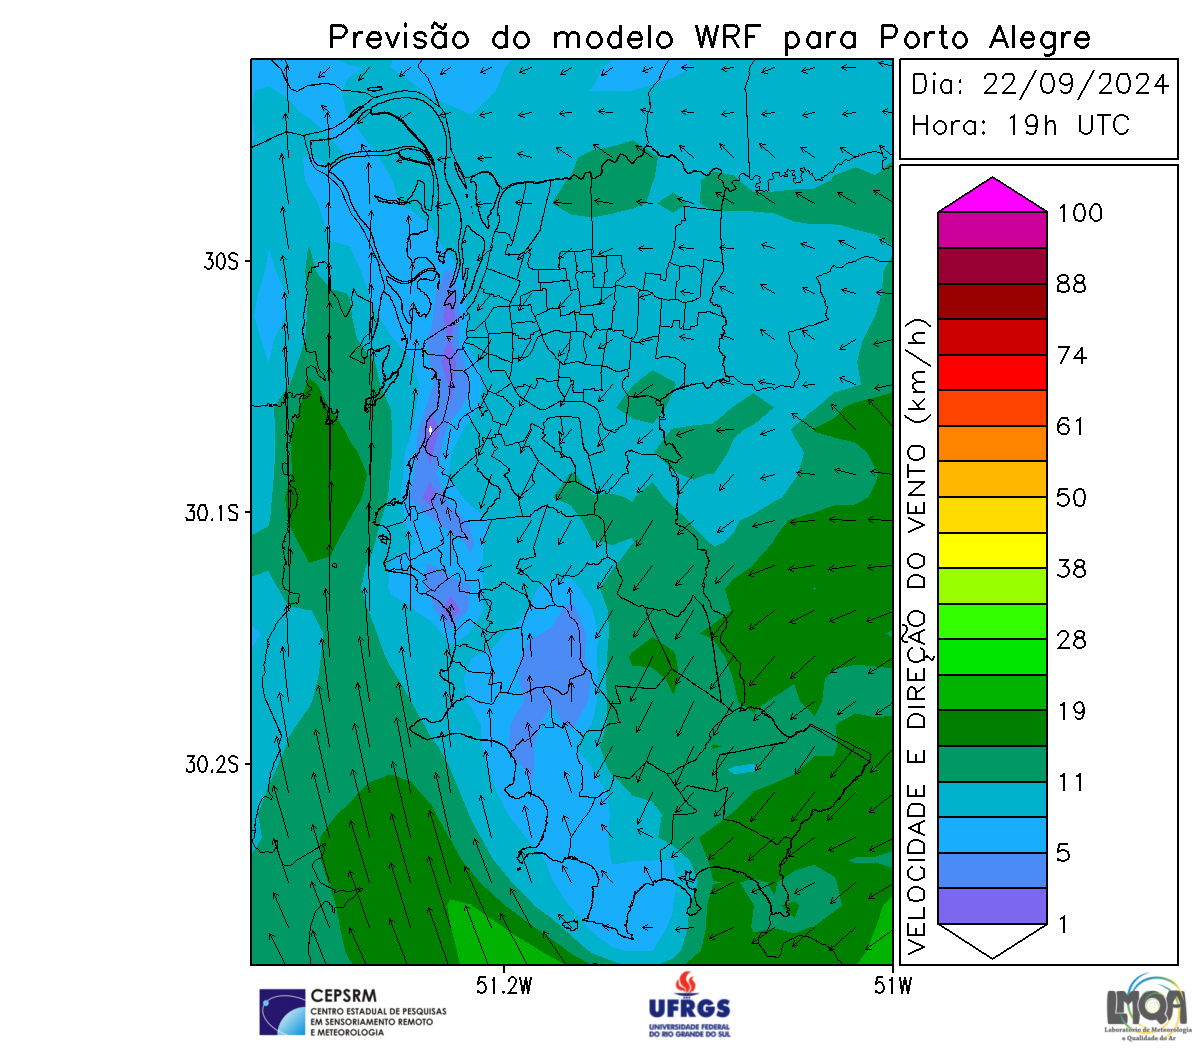 Previsão do modelo WRF para Porto Alegre
Dia: 22/09/2024
Hora: 19h UTC
30S
30.1S
30.2S
51.2W
51W
VELOCIDADE E DIREÇÃO DO VENTO (km/h)
100
88
74
61
50
38
28
19
11
5
1
CEPSRM
CENTRO ESTADUAL DE PESQUISAS
EM SENSORIAMENTO REMOTO
E METEOROLOGIA
UFRGS
UNIVERSIDADE FEDERAL
DO RIO GRANDE DO SUL
LMQA
Laboratório de Meteorologia
e Qualidade do Ar